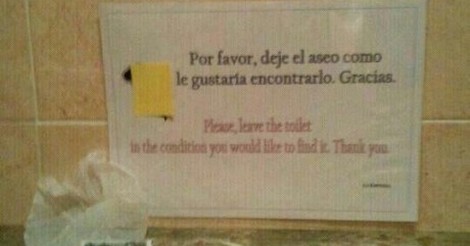 Por favor, deje el aseo como
le gustaría encontrarlo. Gracias.
Please, leave the toilet
in the condition you would like to find it. Thank you.